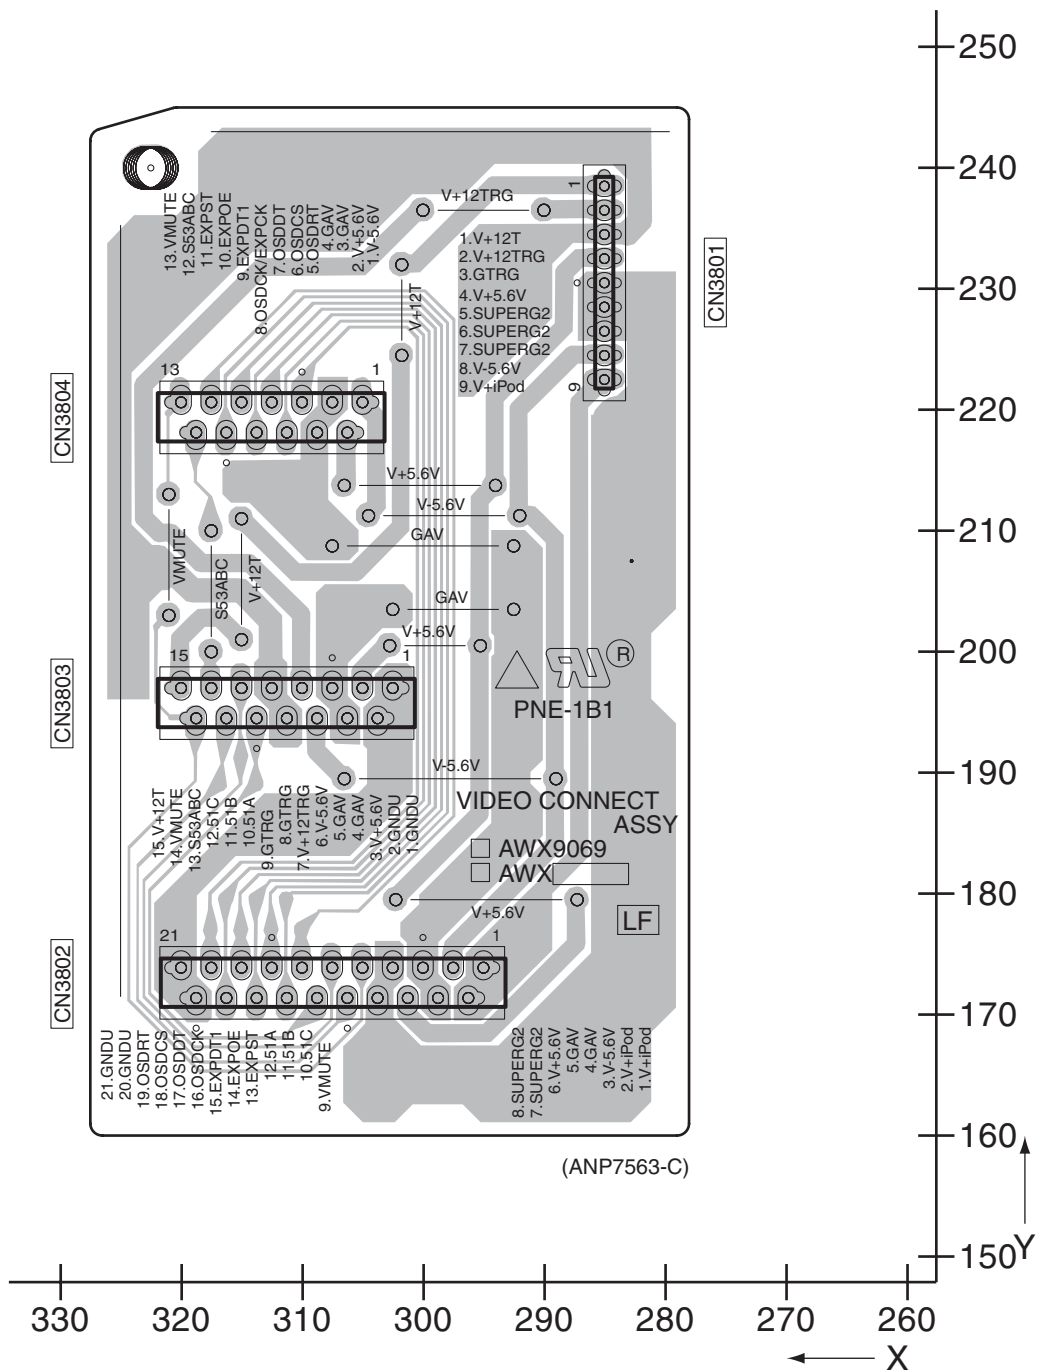 250
240
230
220
210
200
190
180
170
160
150
Y
330
320
310
300
290
280
270
260
X
13.VMUTE
12.S53ABC
11.EXPST
10.EXPOE
9.EXPDT1
8.OSDCK/EXPCK
7.OSDDT
6.OSDCS
5.OSDRT
4.GAV
3.GAV
2.V+5.6V
1.V-5.6V
V+12TRG
V+12T
1
9
1.V+12T
2.V+12TRG
3.GTRG
4.V+5.6V
5.SUPERG2
6.SUPERG2
7.SUPERG2
8.V-5.6V
9.V+iPod
CN3801
13
1
CN3804
V+5.6V
V-5.6V
GAV
VMUTE
S53ABC
V+12T
GAV
V+5.6V
15
1
CN3803
R
PNE-1B1
V-5.6V
15.V+12T
14.VMUTE
13.S53ABC
12.51C
11.51B
10.51A
9.GTRG
8.GTRG
7.V+12TRG
6.V-5.6V
5.GAV
4.GAV
3.V+5.6V
2.GNDU
1.GNDU
VIDEO CONNECT
ASSY
AWX9069
AWX
V+5.6V
LF
21
1
CN3802
21.GNDU
20.GNDU
19.OSDRT
18.OSDCS
17.OSDDT
16.OSDCK
15.EXPDT1
14.EXPOE
13.EXPST
12.51A
11.51B
10.51C
9.VMUTE
8.SUPERG2
7.SUPERG2
6.V+5.6V
5.GAV
4.GAV
3.V-5.6V
2.V+iPod
1.V+iPod
(ANP7563-C)